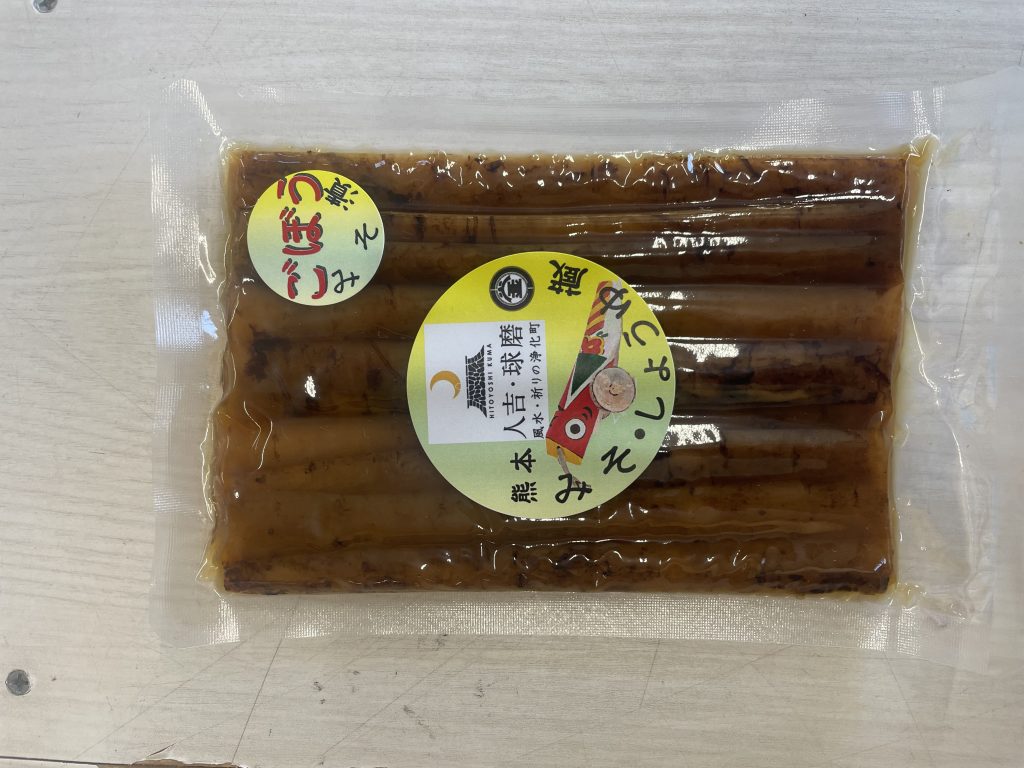 ごぼう
みそ漬
熊本
HITOYOSHI KUMA
人吉・球磨
風水・祈りの浄化町
みそ・しょうゆ蔵